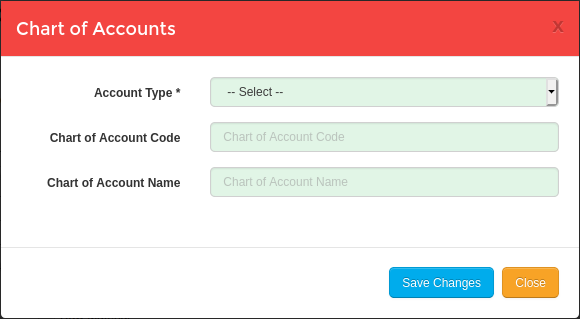 Chart of Accounts
x
Account Type *
-- Select --
Chart of Account Code
Chart of Account Code
Chart of Account Name
Chart of Account Name
Save Changes
Close